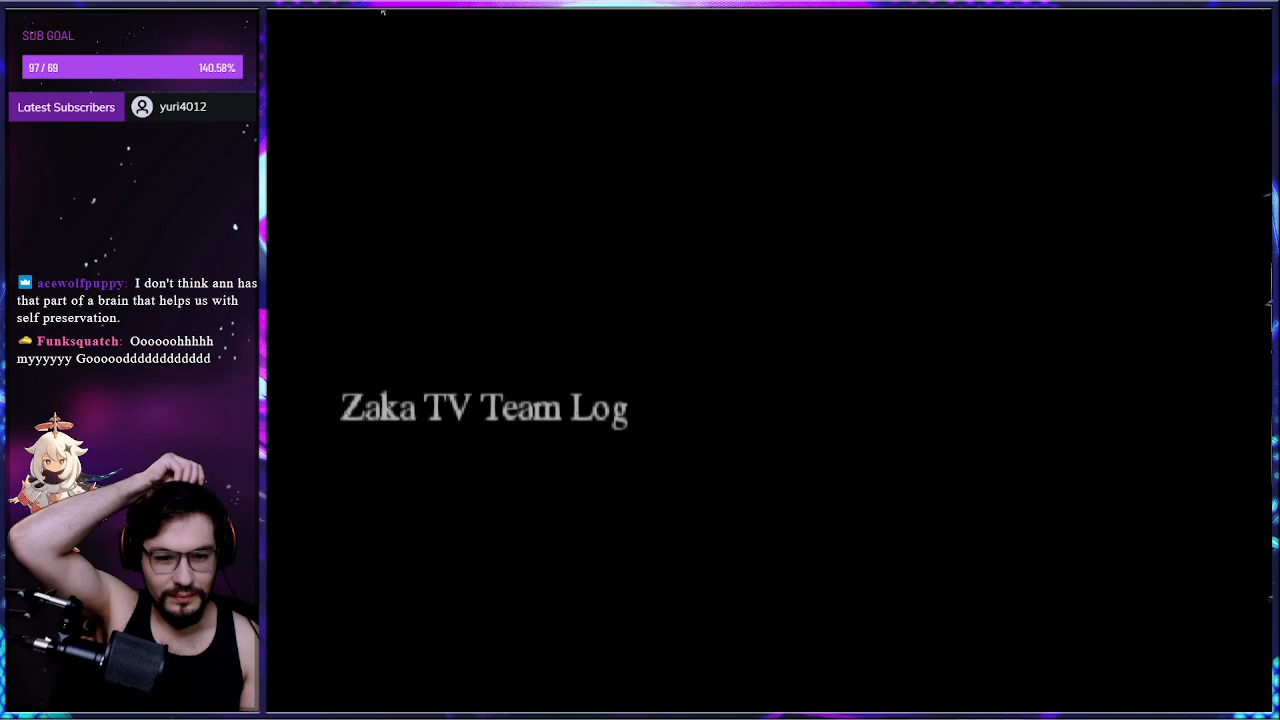 SUB GOAL
97 / 69
140.58%
Latest Subscribers
yuri4012
acewolfpuppy: I don't think ann has
that part of a brain that helps us with
self preservation.
Funksquatch: Oooooohhhhh
myyyyyy Goooooddddddddddd
Zaka TV Team Log